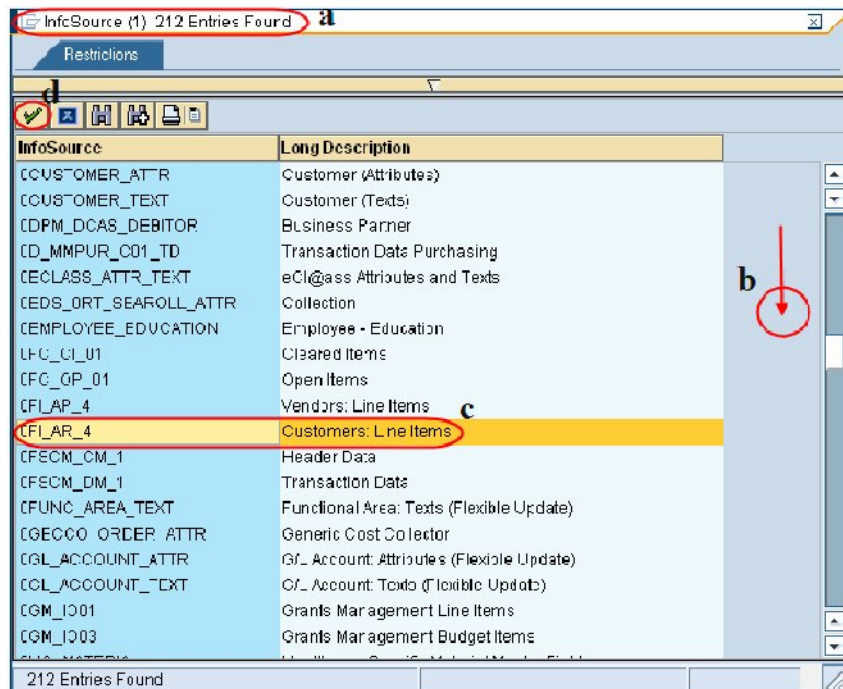 InfoSource (1) 212 Entries Found a
Restrictions
d
InfoSource Long Description
0CUSTOMER_ATTR Customer (Attributes)
0CUSTOMER_TEXT Customer (Texts)
0DPM_DCAS_DEBITOR Business Partner
0D_MMPUR_C01_TD Transaction Data Purchasing
0ECLASS_ATTR_TEXT eCl@ass Attributes and Texts
b
0EDS_ORT_SEAROLL_ATTR Collection
0EMPLOYEE_EDUCATION Employee - Education
0FC_CI_01 Cleared Items
0FC_OP_01 Open Items
0FI_AP_4 Vendors: Line Items c
0FI_AR_4 Customers: Line Items
0FSCM_CM_1 Header Data
0FSCM_DM_1 Transaction Data
0FUNC_AREA_TEXT Functional Area: Texts (Flexible Update)
0GECCO_ORDER_ATTR Generic Cost Collector
0GL_ACCOUNT_ATTR G/L Account: Attributes (Flexible Update)
0GL_ACCOUNT_TEXT G/L Account: Texts (Flexible Update)
0GM_IO01 Grants Management Line Items
0GM_IO03 Grants Management Budget Items
212 Entries Found